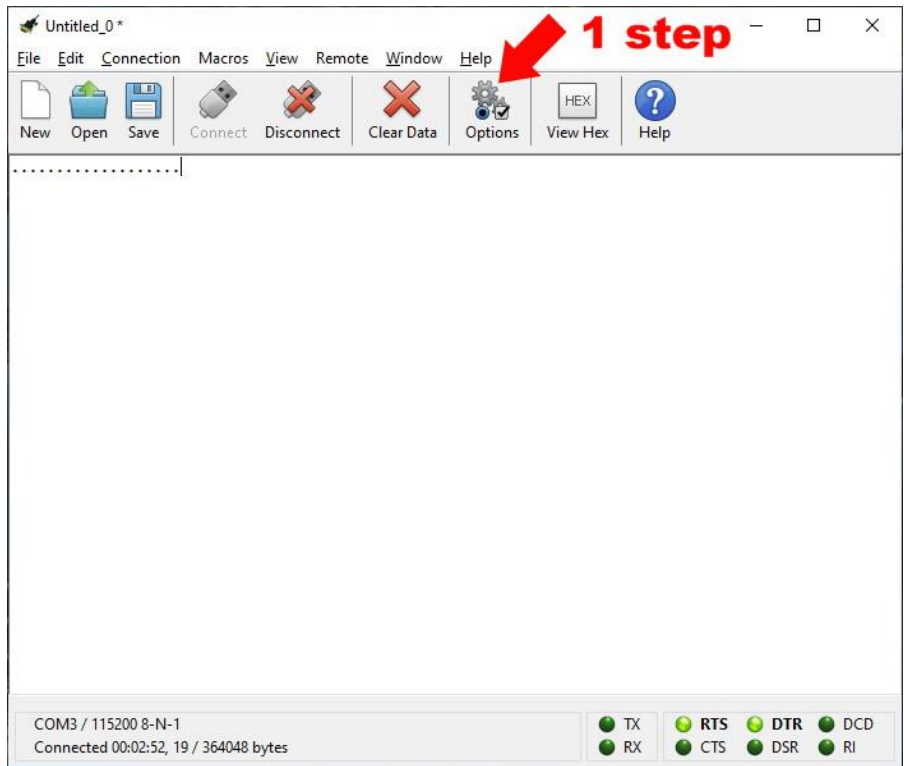 Untitled_0 *
1 step
File Edit Connection Macros View Remote Window Help
HEX
?
New Open Save Connect Disconnect Clear Data Options View Hex Help
...................
COM3 / 115200 8-N-1
TX RTS DTR DCD
Connected 00:02:52, 19 / 364048 bytes
RX CTS DSR RI